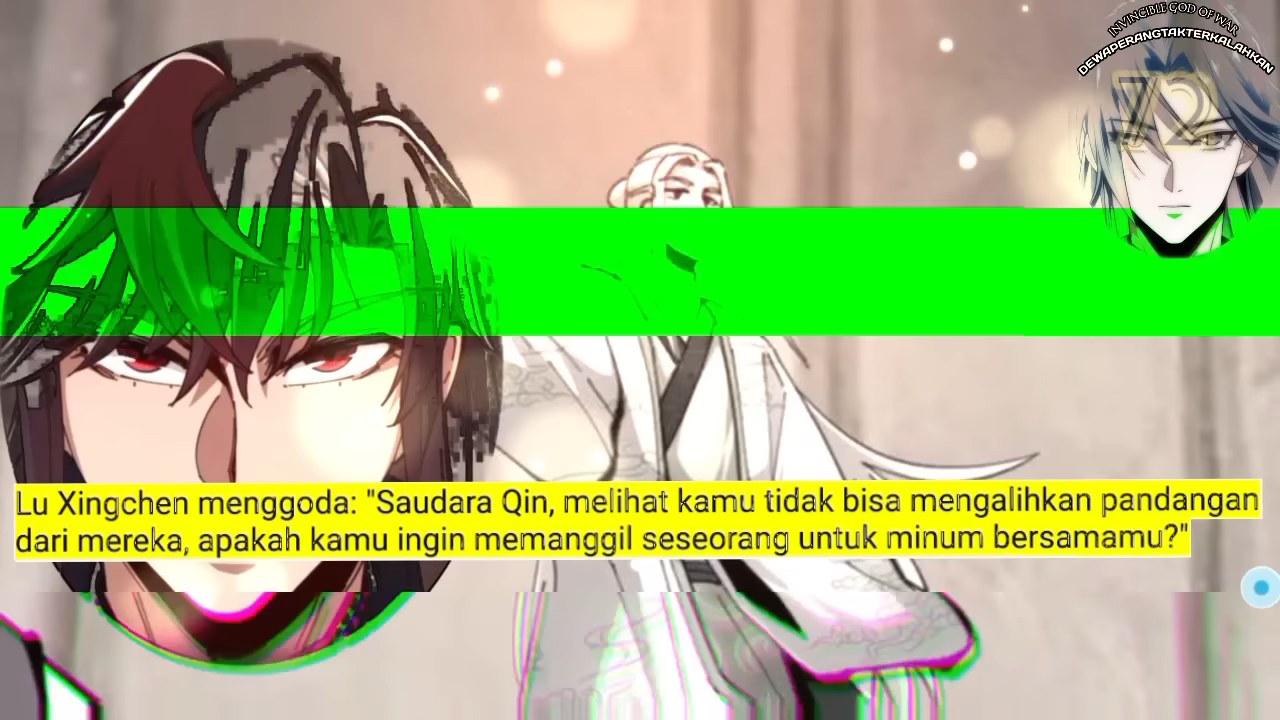 INVINCIBLE GOD OF WAR
DEWAPERANGTAKTERKALAHKAN
72
Lu Xingchen menggoda: "Saudara Qin, melihat kamu tidak bisa mengalihkan pandangan
dari mereka, apakah kamu ingin memanggil seseorang untuk minum bersamamu?"